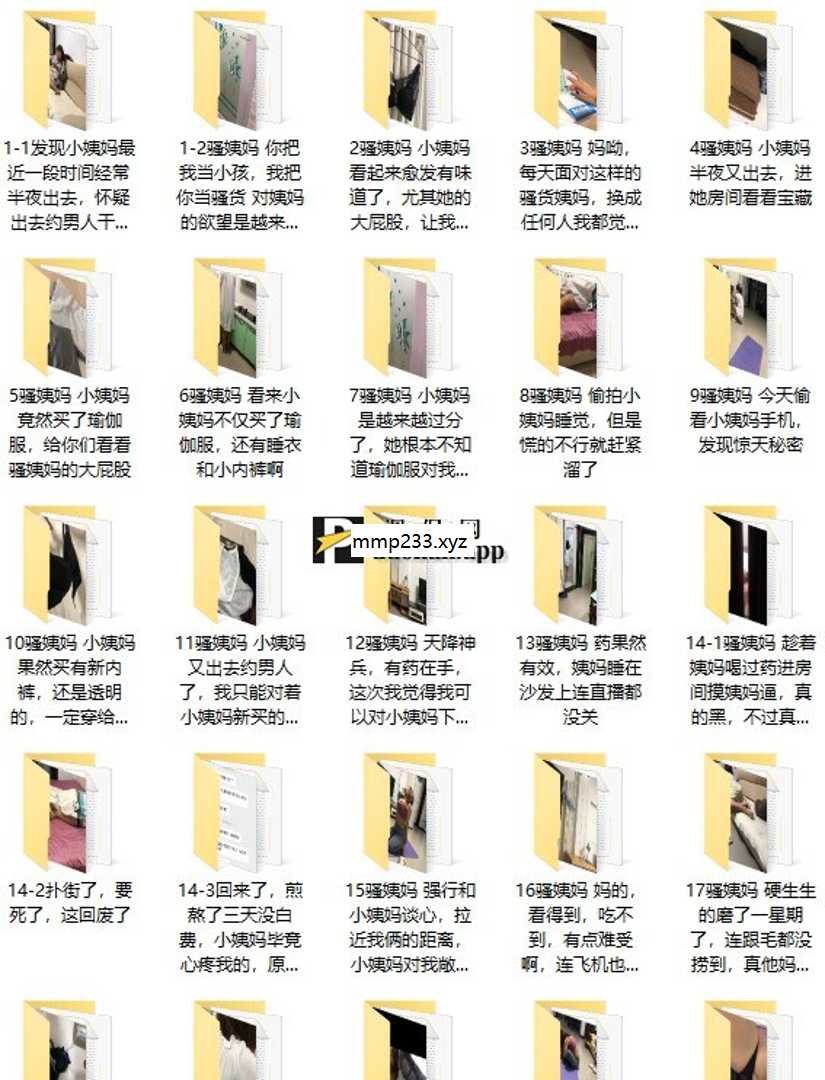 1-1发现小姨妈最
近一段时间经常
半夜出去，怀疑
出去约男人干...
1-2骚姨妈 你把
我当小孩，我把
你当骚货 对姨妈
的欲望是越来...
2骚姨妈 小姨妈
看起来愈发有味
道了，尤其她的
大屁股，让我...
3骚姨妈 妈呦，
每天面对这样的
骚货姨妈，换成
任何人我都觉...
4骚姨妈 小姨妈
半夜又出去，进
她房间看看宝藏
5骚姨妈 小姨妈
竟然买了瑜伽
服，给你们看看
骚姨妈的大屁股
6骚姨妈 看来小
姨妈不仅买了瑜
伽服，还有睡衣
和小内裤啊
7骚姨妈 小姨妈
是越来越过分
了，她根本不知
道瑜伽服对我...
8骚姨妈 偷拍小
姨妈睡觉，但是
慌的不行就赶紧
溜了
9骚姨妈 今天偷
看小姨妈手机，
发现惊天秘密
mmp233.xyz
10骚姨妈 小姨妈
果然买有新内
裤，还是透明
的，一定穿给...
11骚姨妈 小姨妈
又出去约男人
了，我只能对着
小姨妈新买的...
12骚姨妈 天降神
兵，有药在手，
这次我觉得我可
以对小姨妈下...
13骚姨妈 药果然
有效，姨妈睡在
沙发上连直播都
没关
14-1骚姨妈 趁着
姨妈喝过药进房
间摸姨妈逼，真
的黑，不过真...
14-2扑街了，要
死了，这回废了
14-3回来了，煎
熬了三天没白
费，小姨妈毕竟
心疼我的，原...
15骚姨妈 强行和
小姨妈谈心，拉
近我俩的距离，
小姨妈对我敞...
16骚姨妈 妈的，
看得到，吃不
到，有点难受
啊，连飞机也...
17骚姨妈 硬生生
的磨了一星期
了，连跟毛都没
捞到，真他妈...